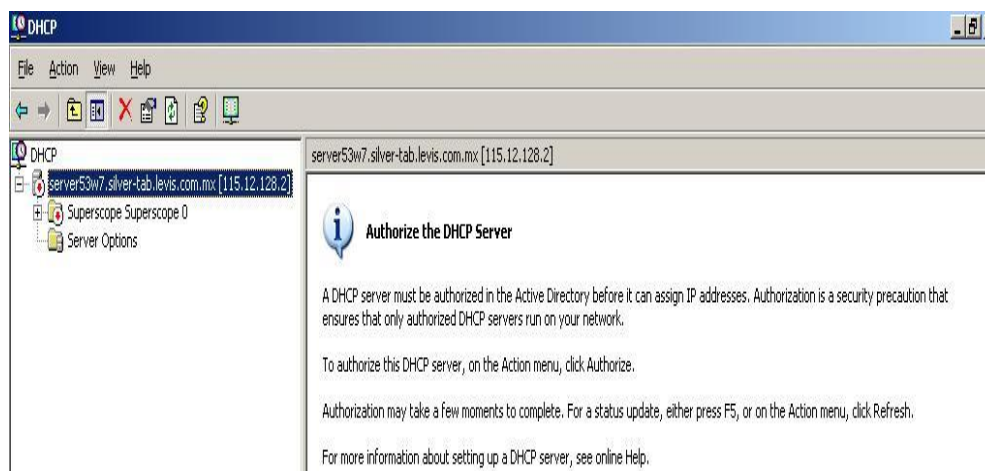 DHCP
File Action View Help
DHCP
server53w7.silver-tab.levis.com.mx [115.12.128.2]
Superscope Superscope 0
Server Options
server53w7.silver-tab.levis.com.mx [115.12.128.2]
Authorize the DHCP Server
A DHCP server must be authorized in the Active Directory before it can assign IP addresses. Authorization is a security precaution that
ensures that only authorized DHCP servers run on your network.
To authorize this DHCP server, on the Action menu, click Authorize.
Authorization may take a few moments to complete. For a status update, either press F5, or on the Action menu, click Refresh.
For more information about setting up a DHCP server, see online Help.